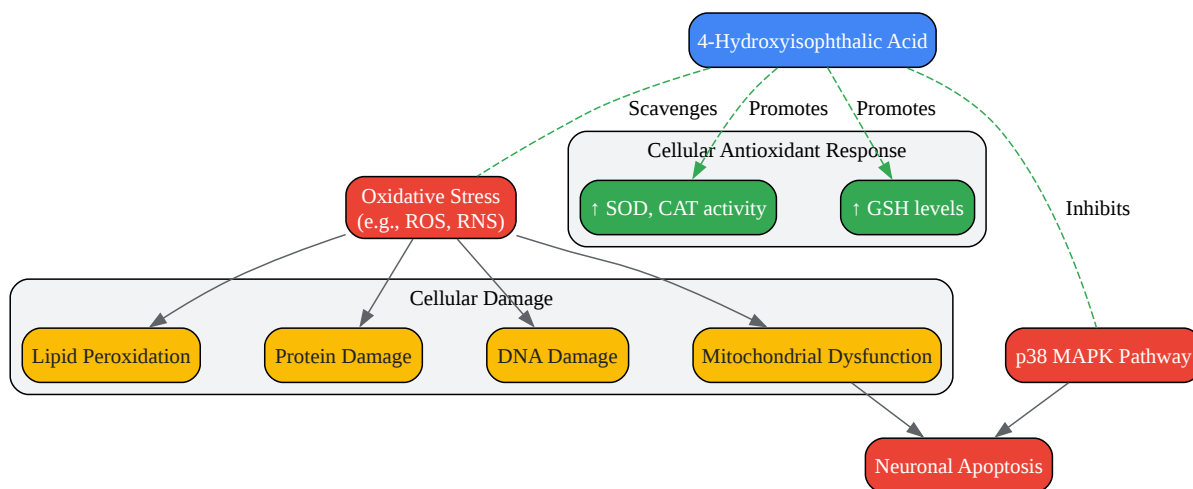 4-Hydroxyisophthalic Acid
Scavenges
Promotes
Promotes
Cellular Antioxidant Response
Oxidative Stress
(e.g., ROS, RNS)
↑ SOD, CAT activity
↑ GSH levels
Inhibits
Cellular Damage
Lipid Peroxidation
Protein Damage
DNA Damage
Mitochondrial Dysfunction
p38 MAPK Pathway
Neuronal Apoptosis